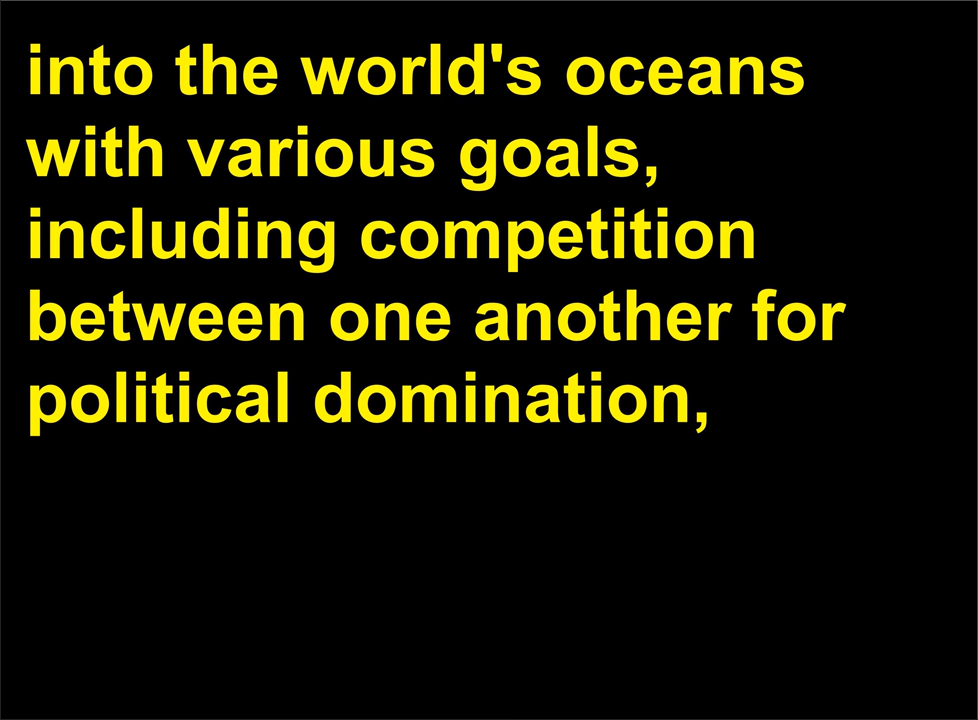 into the world's oceans
with various goals,
including competition
between one another for
political domination,